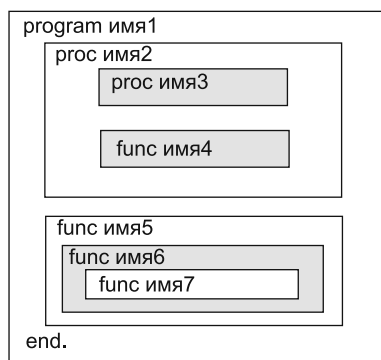 program имя1
proc имя2
proc имя3
func имя4
func имя5
func имя6
func имя7
end.